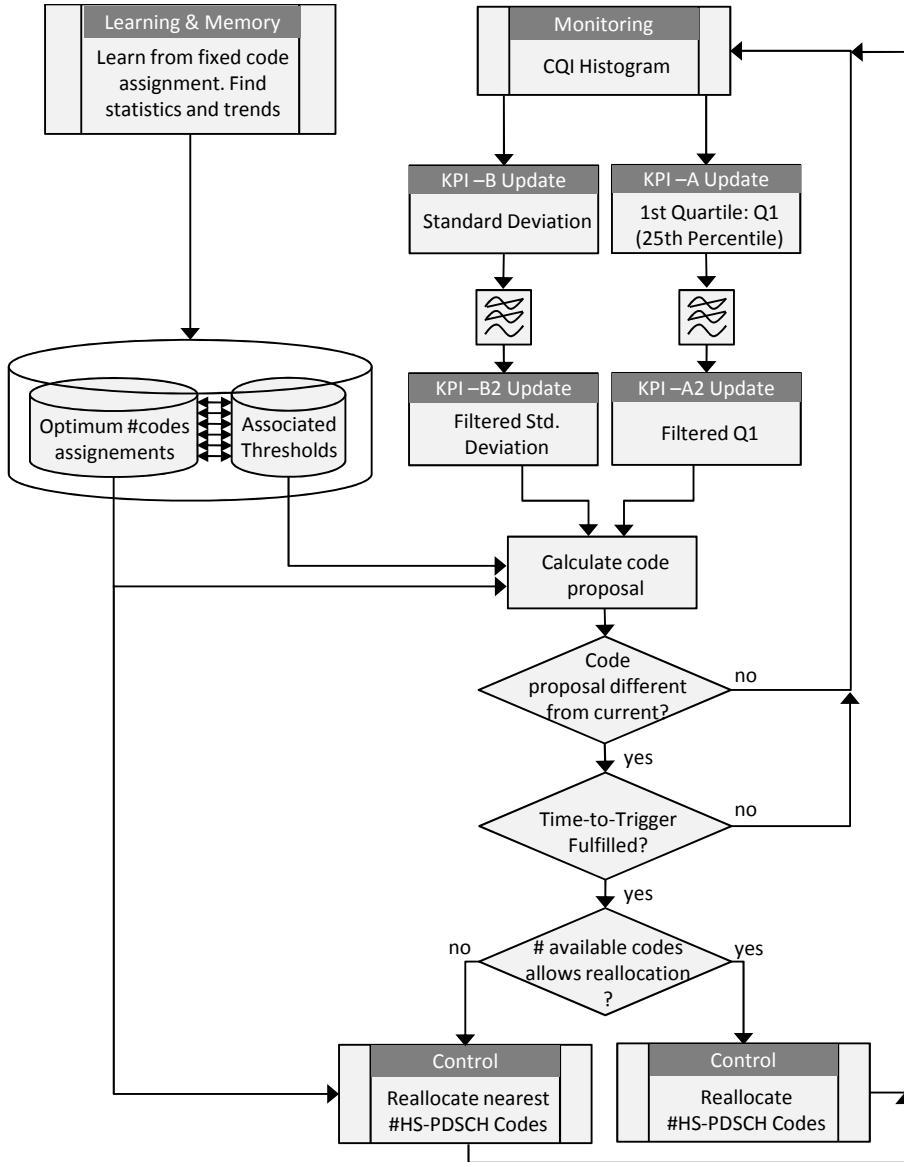 Learning & Memory
Learn from fixed code
assignment. Find
statistics and trends
Monitoring
CQI Histogram
KPI –B Update
Standard Deviation
KPI –A Update
1st Quartile: Q1
(25th Percentile)
KPI –B2 Update
Filtered Std.
Deviation
KPI –A2 Update
Filtered Q1
Optimum #codes
assignements
Associated
Thresholds
Calculate code
proposal
Code
proposal different
from current?
no
yes
Time-to-Trigger
Fulfilled?
no
yes
# available codes
allows reallocation
?
no
yes
Control
Reallocate nearest
#HS-PDSCH Codes
Control
Reallocate
#HS-PDSCH Codes